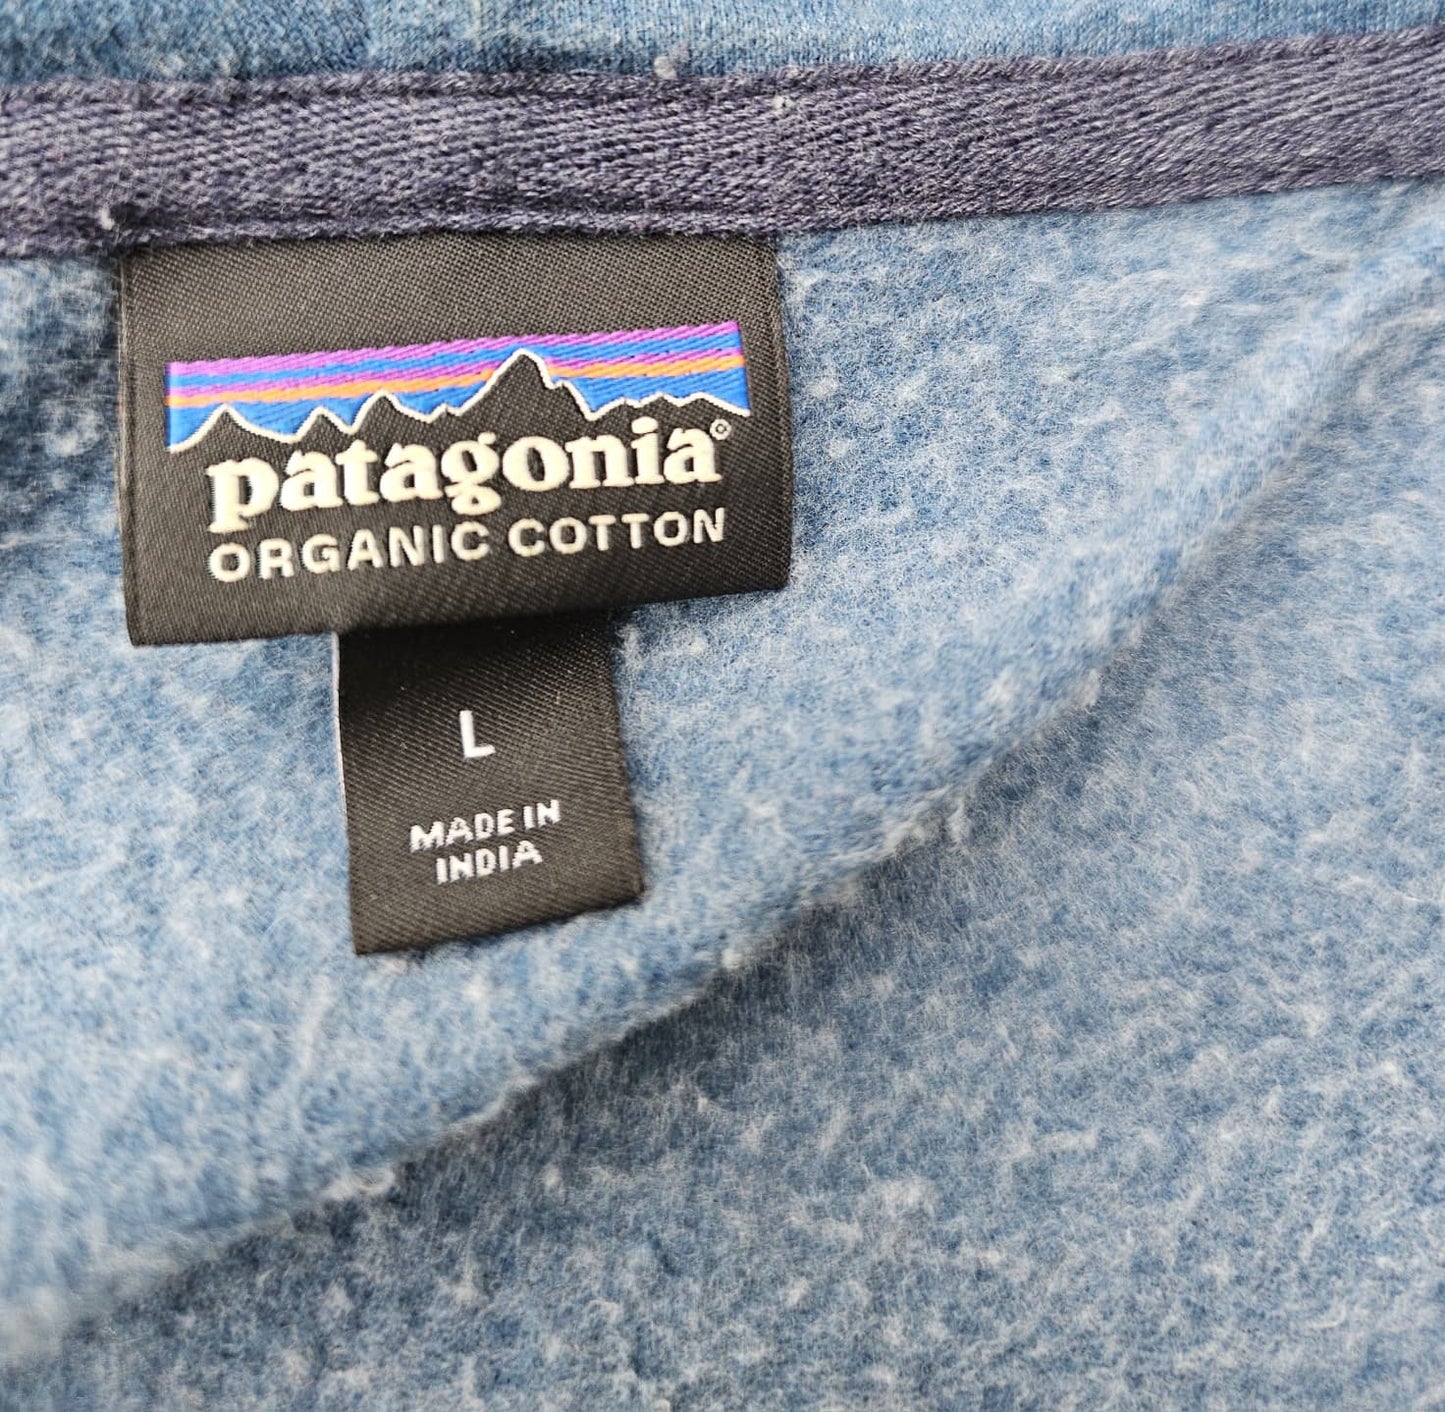 patagonia®
ORGANIC COTTON
L
MADE IN
INDIA